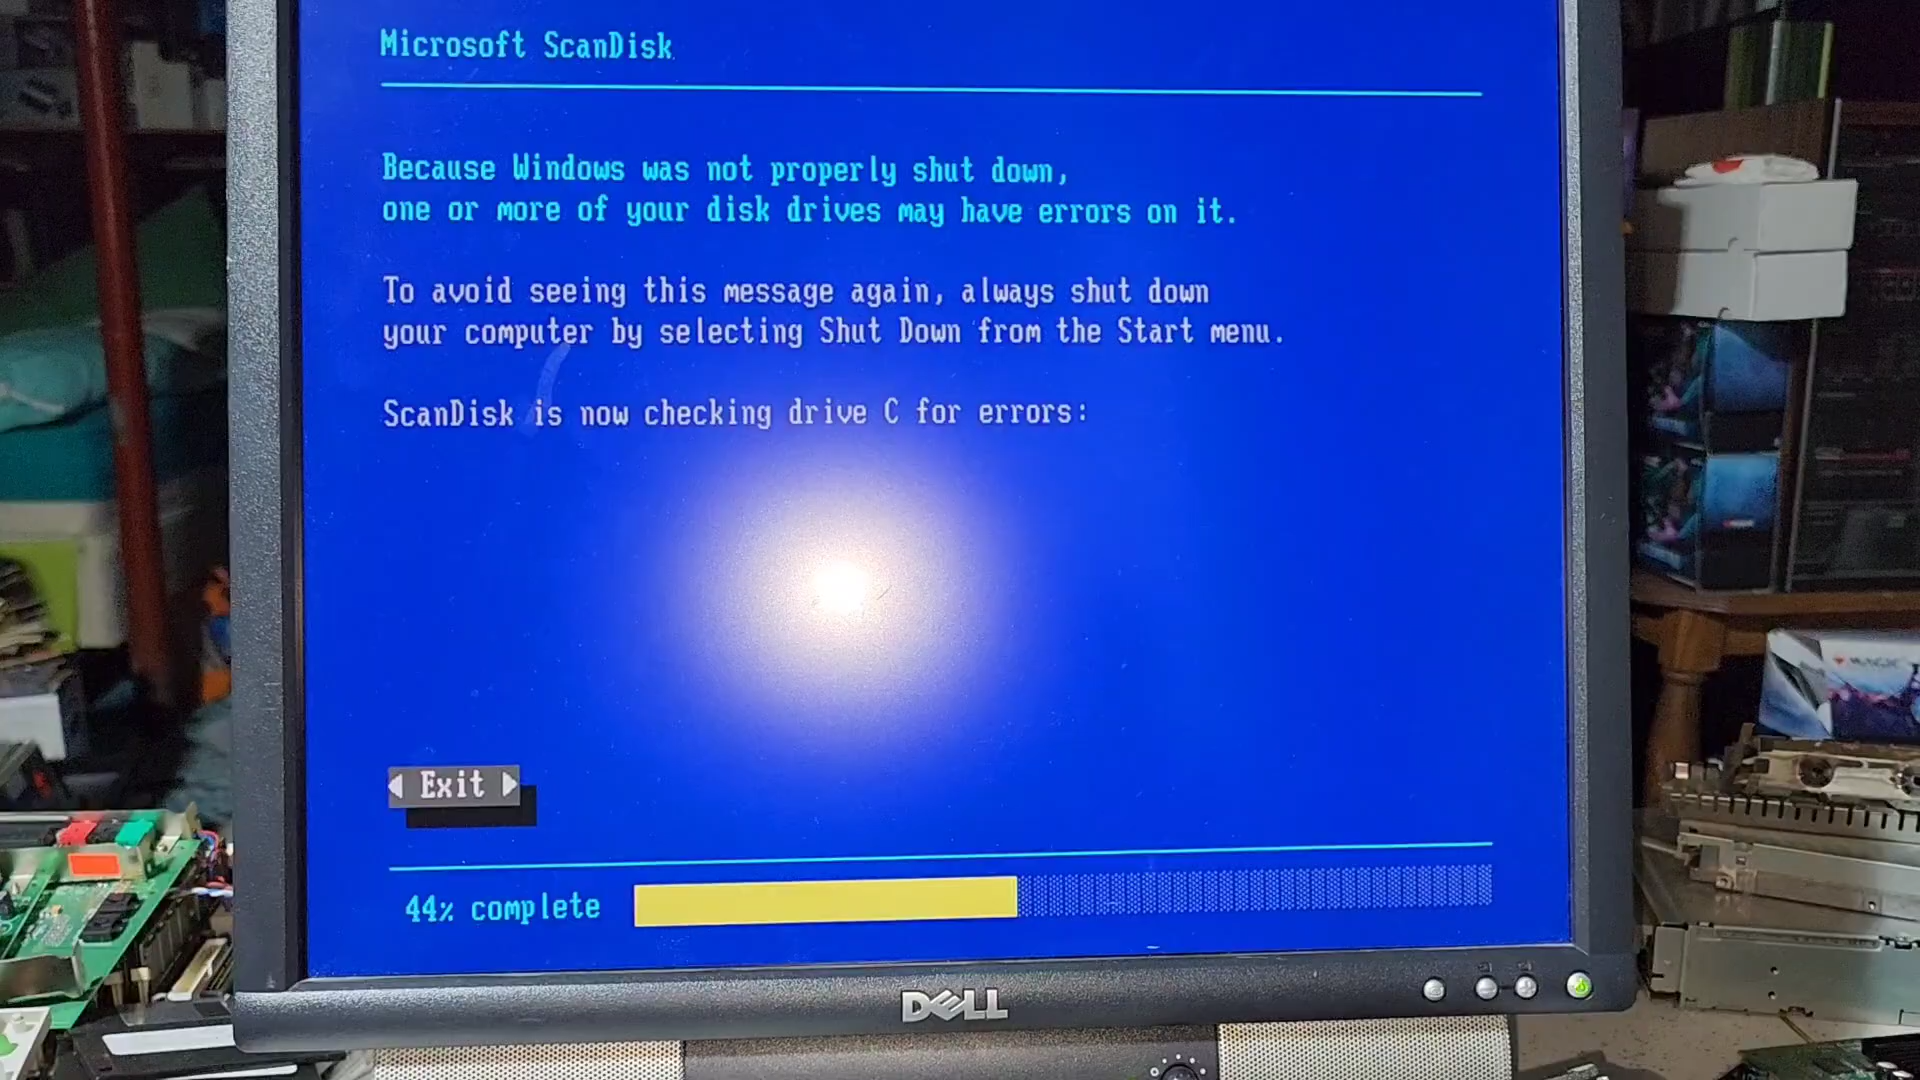 Microsoft ScanDisk
Because Windows was not properly shut down,
one or more of your disk drives may have errors on it.
To avoid seeing this message again, always shut down
your computer by selecting Shut Down from the Start menu.
ScanDisk is now checking drive C for errors:
Exit
44% complete
DELL
MAGIC